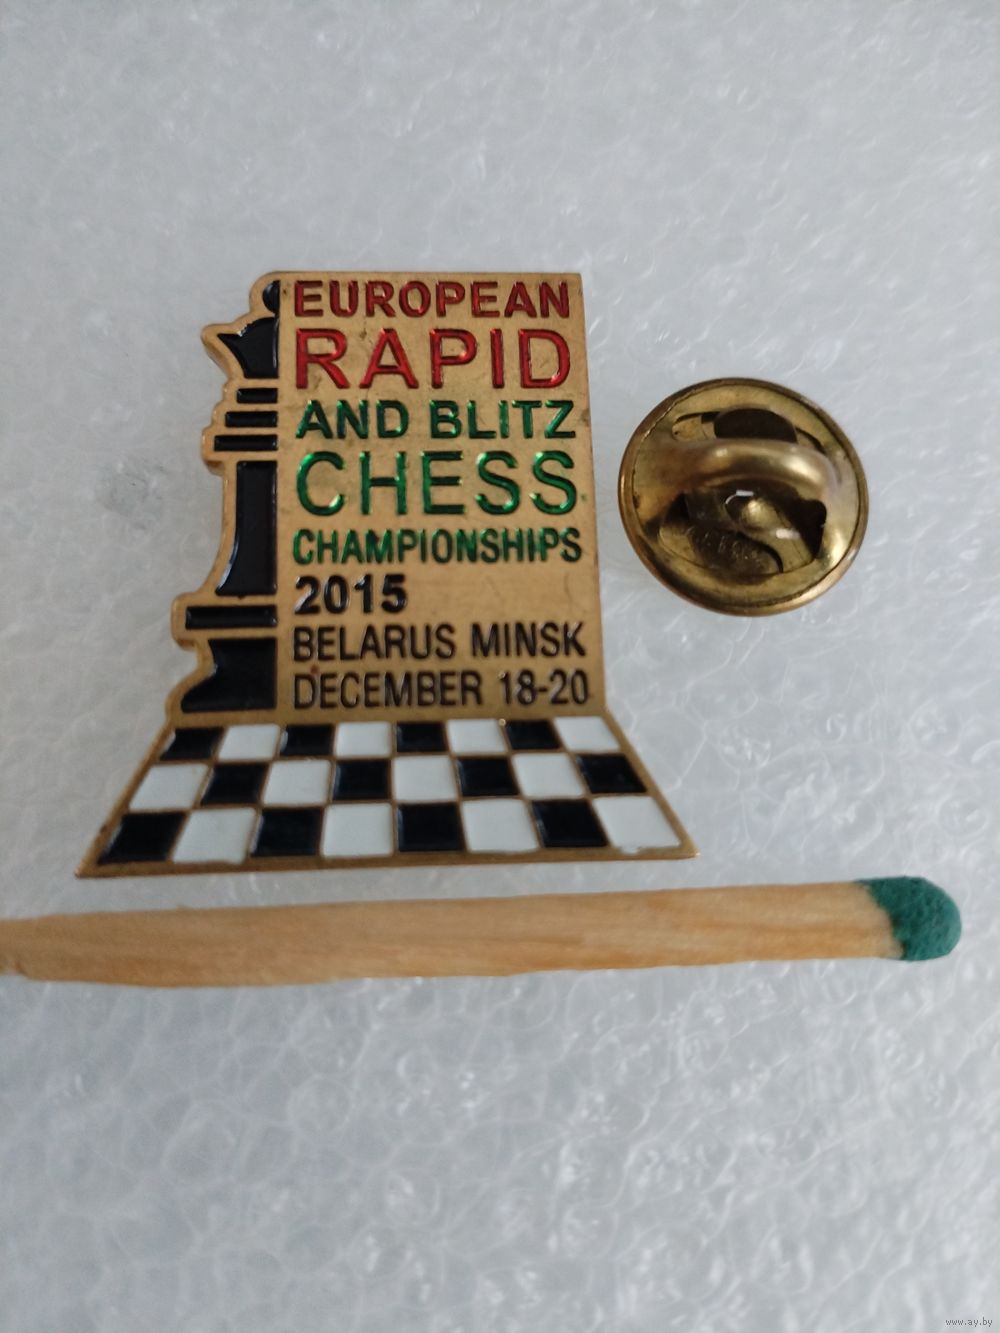 EUROPEAN
RAPID
AND BLITZ
CHESS
CHAMPIONSHIPS
2015
BELARUS MINSK
DECEMBER 18-20
www.ay.by